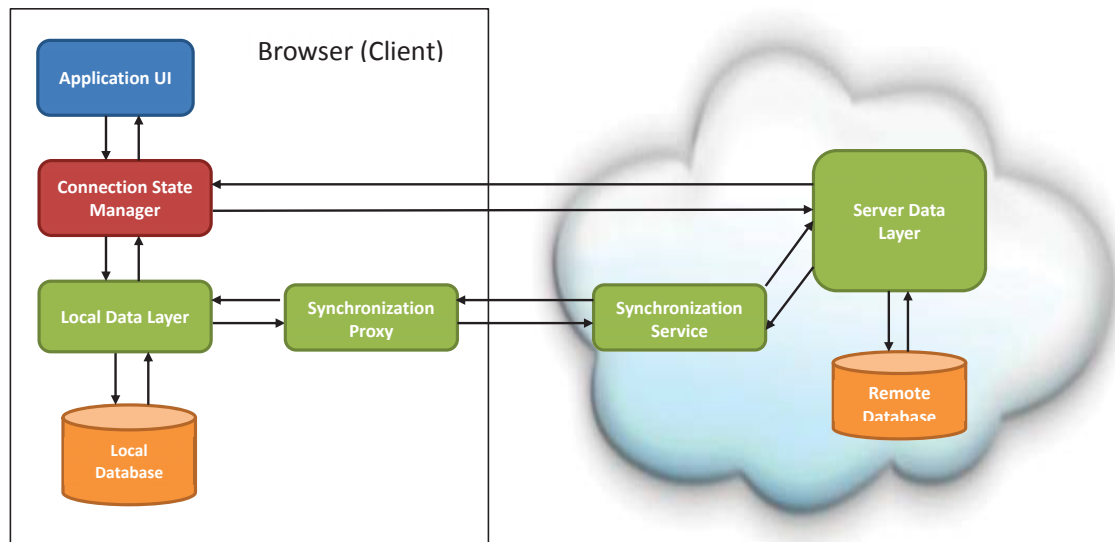 Browser (Client)
Application UI
Connection State
Manager
Server Data
Layer
Local Data Layer
Synchronization
Proxy
Synchronization
Service
Remote
Database
Local
Database